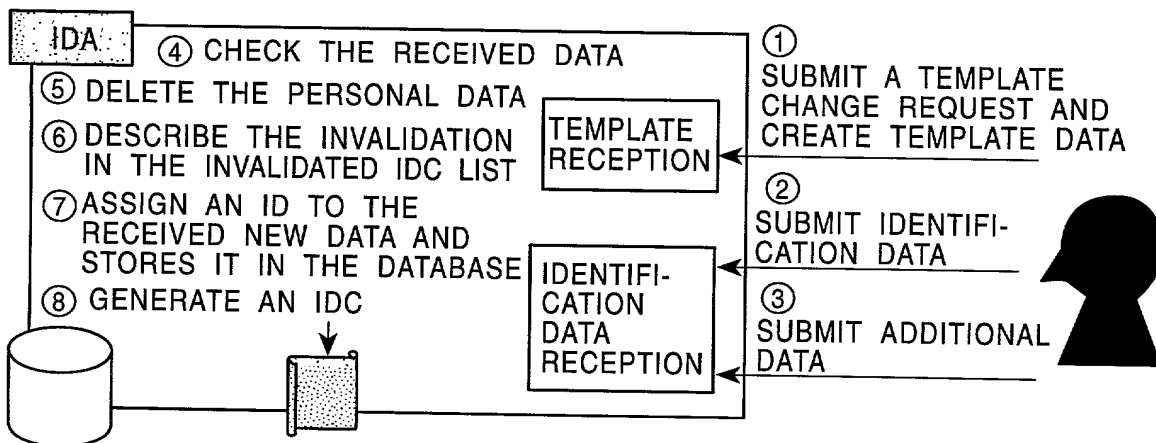 IDA
④ CHECK THE RECEIVED DATA
⑤ DELETE THE PERSONAL DATA
⑥ DESCRIBE THE INVALIDATION
IN THE INVALIDATED IDC LIST
⑦ ASSIGN AN ID TO THE
RECEIVED NEW DATA AND
STORES IT IN THE DATABASE
⑧ GENERATE AN IDC
TEMPLATE
RECEPTION
IDENTIFI-
CATION
DATA
RECEPTION
①
SUBMIT A TEMPLATE
CHANGE REQUEST AND
CREATE TEMPLATE DATA
②
SUBMIT IDENTIFI-
CATION DATA
③
SUBMIT ADDITIONAL
DATA